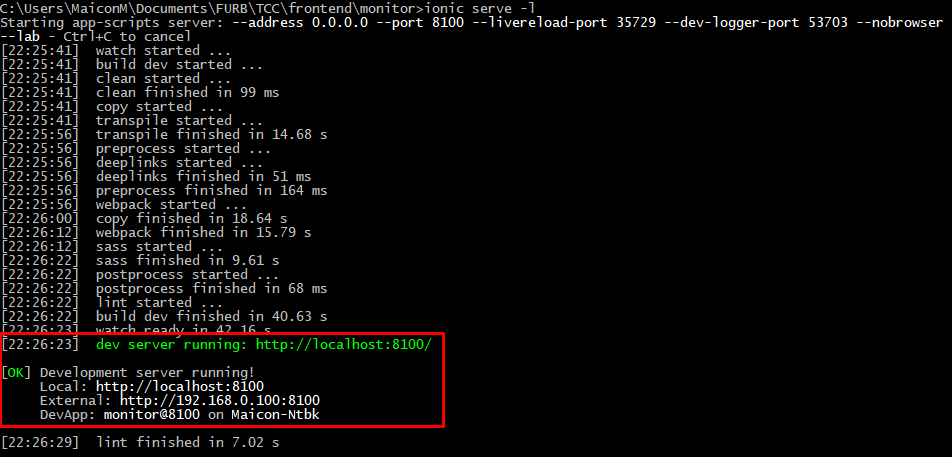 C:\Users\MaiconM\Documents\FURB\TCC\frontend\monitor>ionic serve -l
Starting app-scripts server: --address 0.0.0.0 --port 8100 --livereload-port 35729 --dev-logger-port 53703 --nobrowser
--lab - Ctrl+C to cancel
[22:25:41] watch started ...
[22:25:41] build dev started ...
[22:25:41] clean started ...
[22:25:41] clean finished in 99 ms
[22:25:41] copy started ...
[22:25:41] transpile started ...
[22:25:56] transpile finished in 14.68 s
[22:25:56] preprocess started ...
[22:25:56] deeplinks started ...
[22:25:56] deeplinks finished in 51 ms
[22:25:56] preprocess finished in 164 ms
[22:25:56] webpack started ...
[22:26:00] copy finished in 18.64 s
[22:26:12] webpack finished in 15.79 s
[22:26:12] sass started ...
[22:26:22] sass finished in 9.61 s
[22:26:22] postprocess started ...
[22:26:22] postprocess finished in 68 ms
[22:26:22] lint started ...
[22:26:22] build dev finished in 40.63 s
[22:26:23] watch ready in 42.16 s
[22:26:23] dev server running: http://localhost:8100/
[OK] Development server running!
Local: http://localhost:8100
External: http://192.168.0.100:8100
DevApp: monitor@8100 on Maicon-Ntbk
[22:26:29] lint finished in 7.02 s